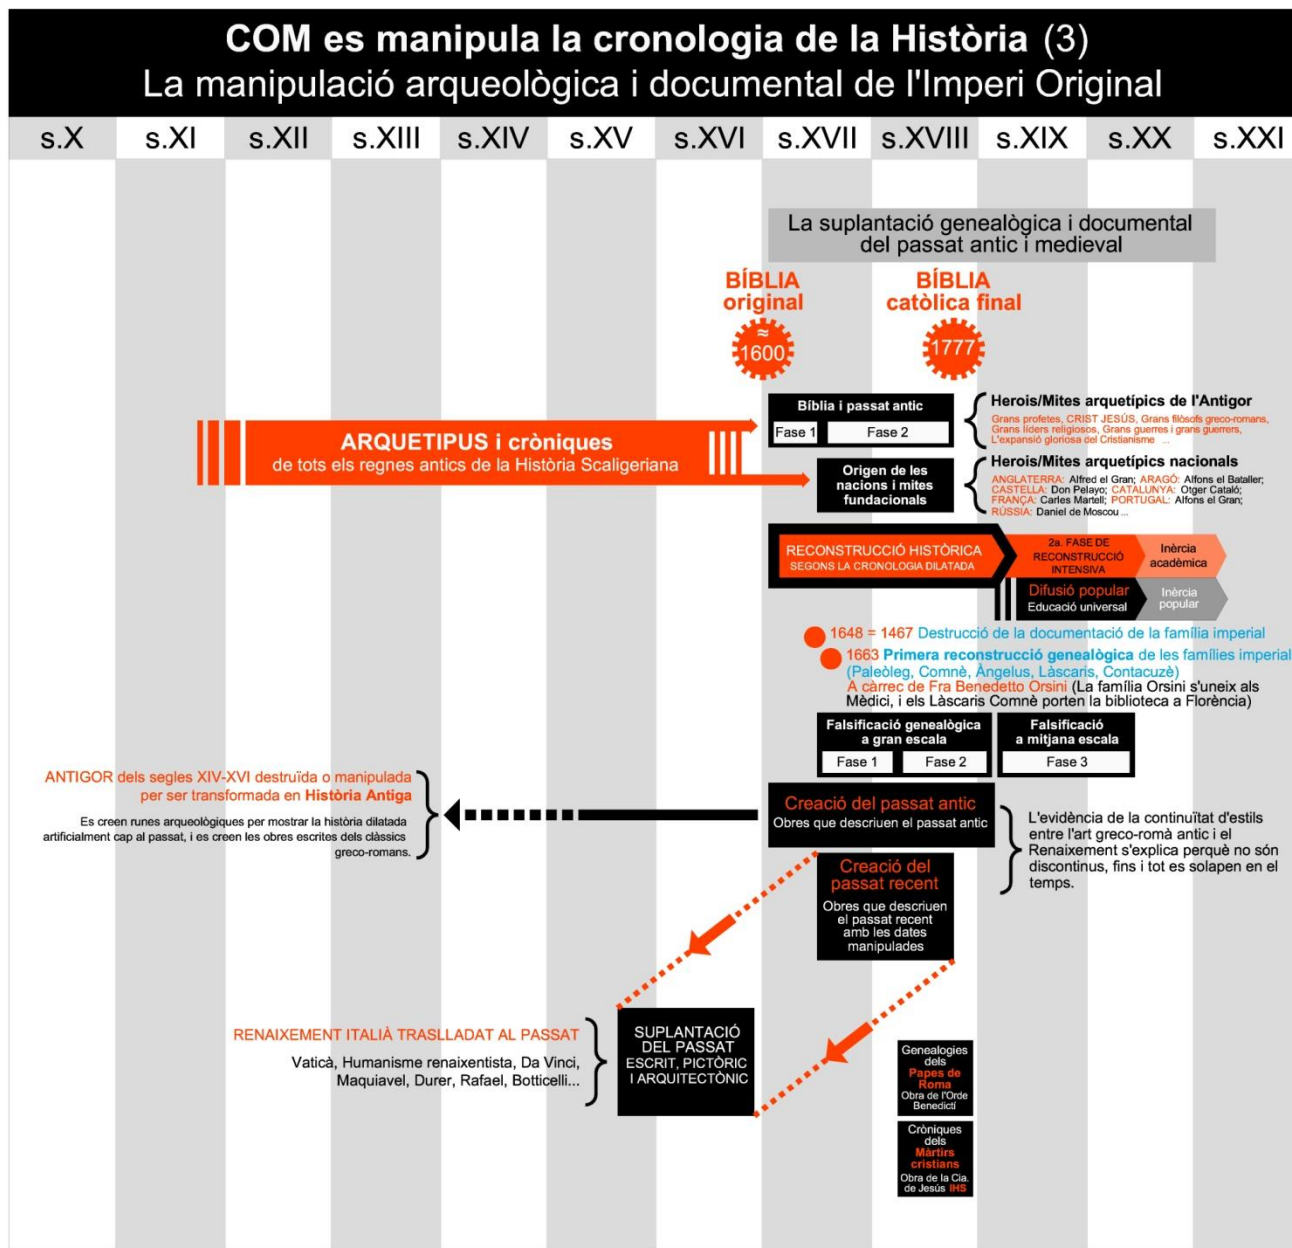 COM es manipula la cronologia de la Història (3)
La manipulació arqueològica i documental de l'Imperi Original
s.X s.XI s.XII s.XIII s.XIV s.XV s.XVI s.XVII s.XVIII s.XIX s.XX s.XXI
La suplantació genealògica i documental
del passat antic i medieval
BÍBLIA
original
≈
1600
BÍBLIA
catòlica final
1777
ARQUETIPUS i cròniques
de tots els regnes antics de la Història Scaligeriana
Bíblia i passat antic
Fase 1 Fase 2
Herois/Mites arquetípics de l'Antigor
Grans profetes, CRIST JESÚS, Grans filòsofs greco-romans,
Grans líders religiosos, Grans guerres i grans guerrers,
L'expansió gloriosa del Cristianisme ...
Origen de les
nacions i mites
fundacionals
Herois/Mites arquetípics nacionals
ANGLATERRA: Alfred el Gran; ARAGÓ: Alfons el Bataller;
CASTELLA: Don Pelayo; CATALUNYA: Otger Cataló;
FRANÇA: Carles Martell; PORTUGAL: Alfons el Gran;
RÚSSIA: Daniel de Moscou ...
RECONSTRUCCIÓ HISTÒRICA
SEGONS LA CRONOLOGIA DILATADA
2a. FASE DE
RECONSTRUCCIÓ
INTENSIVA
Inèrcia
acadèmica
Difusió popular
Educació universal
Inèrcia
popular
1648 = 1467 Destrucció de la documentació de la família imperial
1663 Primera reconstrucció genealògica de les famílies imperial
(Paleòleg, Comnè, Àngelus, Làscaris, Contacuzè)
A càrrec de Fra Benedetto Orsini (La família Orsini s'uneix als
Mèdici, i els Làscaris Comnè porten la biblioteca a Florència)
Falsificació genealògica
a gran escala
Fase 1 Fase 2
Falsificació
a mitjana escala
Fase 3
ANTIGOR dels segles XIV-XVI destruïda o manipulada
per ser transformada en Història Antiga
Es creen runes arqueològiques per mostrar la història dilatada
artificialment cap al passat, i es creen les obres escrites dels clàssics
greco-romans.
Creació del passat antic
Obres que descriuen el passat antic
L'evidència de la continuïtat d'estils
entre l'art greco-romà antic i el
Renaixement s'explica perquè no són
discontinus, fins i tot es solapen en el
temps.
Creació del
passat recent
Obres que descriuen
el passat recent
amb les dates
manipulades
RENAIXEMENT ITALIÀ TRASLLADAT AL PASSAT
Vaticà, Humanisme renaixentista, Da Vinci,
Maquiavel, Durer, Rafael, Botticelli...
SUPLANTACIÓ
DEL PASSAT
ESCRIT, PICTÒRIC
I ARQUITECTÒNIC
Genealogies
dels
Papes de
Roma
Obra de l'Orde
Benedictí
Cròniques
dels
Màrtirs
cristians
Obra de la Cia.
de Jesús IHS